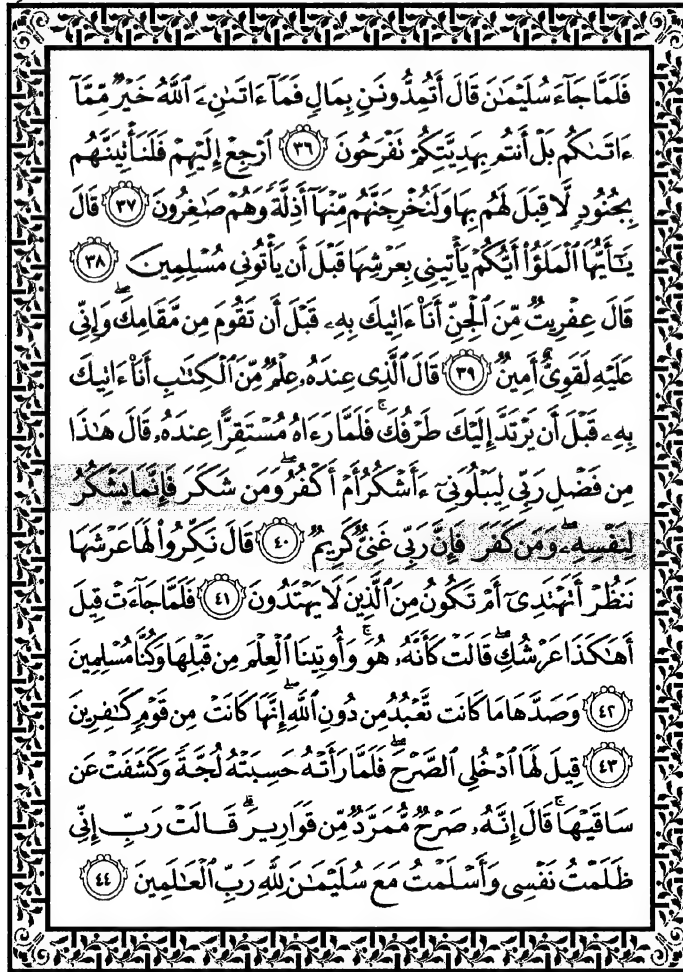 فَلَمَّا جَآءَ سُلَيْمَٰنَ قَالَ أَتُمِدُّونَنِ بِمَالٍ فَمَآ ءَاتَىٰنِۦَ ٱللَّهُ خَيْرٌ مِّمَّآ
ءَاتَىٰكُم بَلْ أَنتُم بِهَدِيَّتِكُمْ تَفْرَحُونَ ﴿٣٦﴾ ٱرْجِعْ إِلَيْهِمْ فَلَنَأْتِيَنَّهُم
بِجُنُودٍ لَّا قِبَلَ لَهُم بِهَا وَلَنُخْرِجَنَّهُم مِّنْهَآ أَذِلَّةً وَهُمْ صَٰغِرُونَ ﴿٣٧﴾ قَالَ
يَٰٓأَيُّهَا ٱلْمَلَؤُا۟ أَيُّكُمْ يَأْتِينِى بِعَرْشِهَا قَبْلَ أَن يَأْتُونِى مُسْلِمِينَ ﴿٣٨﴾
قَالَ عِفْرِيتٌ مِّنَ ٱلْجِنِّ أَنَا۠ ءَاتِيكَ بِهِۦ قَبْلَ أَن تَقُومَ مِن مَّقَامِكَ ۖ وَإِنِّى
عَلَيْهِ لَقَوِىٌّ أَمِينٌ ﴿٣٩﴾ قَالَ ٱلَّذِى عِندَهُۥ عِلْمٌ مِّنَ ٱلْكِتَٰبِ أَنَا۠ ءَاتِيكَ
بِهِۦ قَبْلَ أَن يَرْتَدَّ إِلَيْكَ طَرْفُكَ ۚ فَلَمَّا رَءَاهُ مُسْتَقِرًّا عِندَهُۥ قَالَ هَٰذَا
مِن فَضْلِ رَبِّى لِيَبْلُوَنِىٓ ءَأَشْكُرُ أَمْ أَكْفُرُ ۖ وَمَن شَكَرَ فَإِنَّمَا يَشْكُرُ
لِنَفْسِهِۦ ۖ وَمَن كَفَرَ فَإِنَّ رَبِّى غَنِىٌّ كَرِيمٌ ﴿٤٠﴾ قَالَ نَكِّرُوا۟ لَهَا عَرْشَهَا
نَنظُرْ أَتَهْتَدِىٓ أَمْ تَكُونُ مِنَ ٱلَّذِينَ لَا يَهْتَدُونَ ﴿٤١﴾ فَلَمَّا جَآءَتْ قِيلَ
أَهَٰكَذَا عَرْشُكِ ۖ قَالَتْ كَأَنَّهُۥ هُوَ ۚ وَأُوتِينَا ٱلْعِلْمَ مِن قَبْلِهَا وَكُنَّا مُسْلِمِينَ
﴿٤٢﴾ وَصَدَّهَا مَا كَانَت تَّعْبُدُ مِن دُونِ ٱللَّهِ ۖ إِنَّهَا كَانَتْ مِن قَوْمٍ كَٰفِرِينَ
﴿٤٣﴾ قِيلَ لَهَا ٱدْخُلِى ٱلصَّرْحَ ۖ فَلَمَّا رَأَتْهُ حَسِبَتْهُ لُجَّةً وَكَشَفَتْ عَن
سَاقَيْهَا ۚ قَالَ إِنَّهُۥ صَرْحٌ مُّمَرَّدٌ مِّن قَوَارِيرَ ۗ قَالَتْ رَبِّ إِنِّى
ظَلَمْتُ نَفْسِى وَأَسْلَمْتُ مَعَ سُلَيْمَٰنَ لِلَّهِ رَبِّ ٱلْعَٰلَمِينَ ﴿٤٤﴾